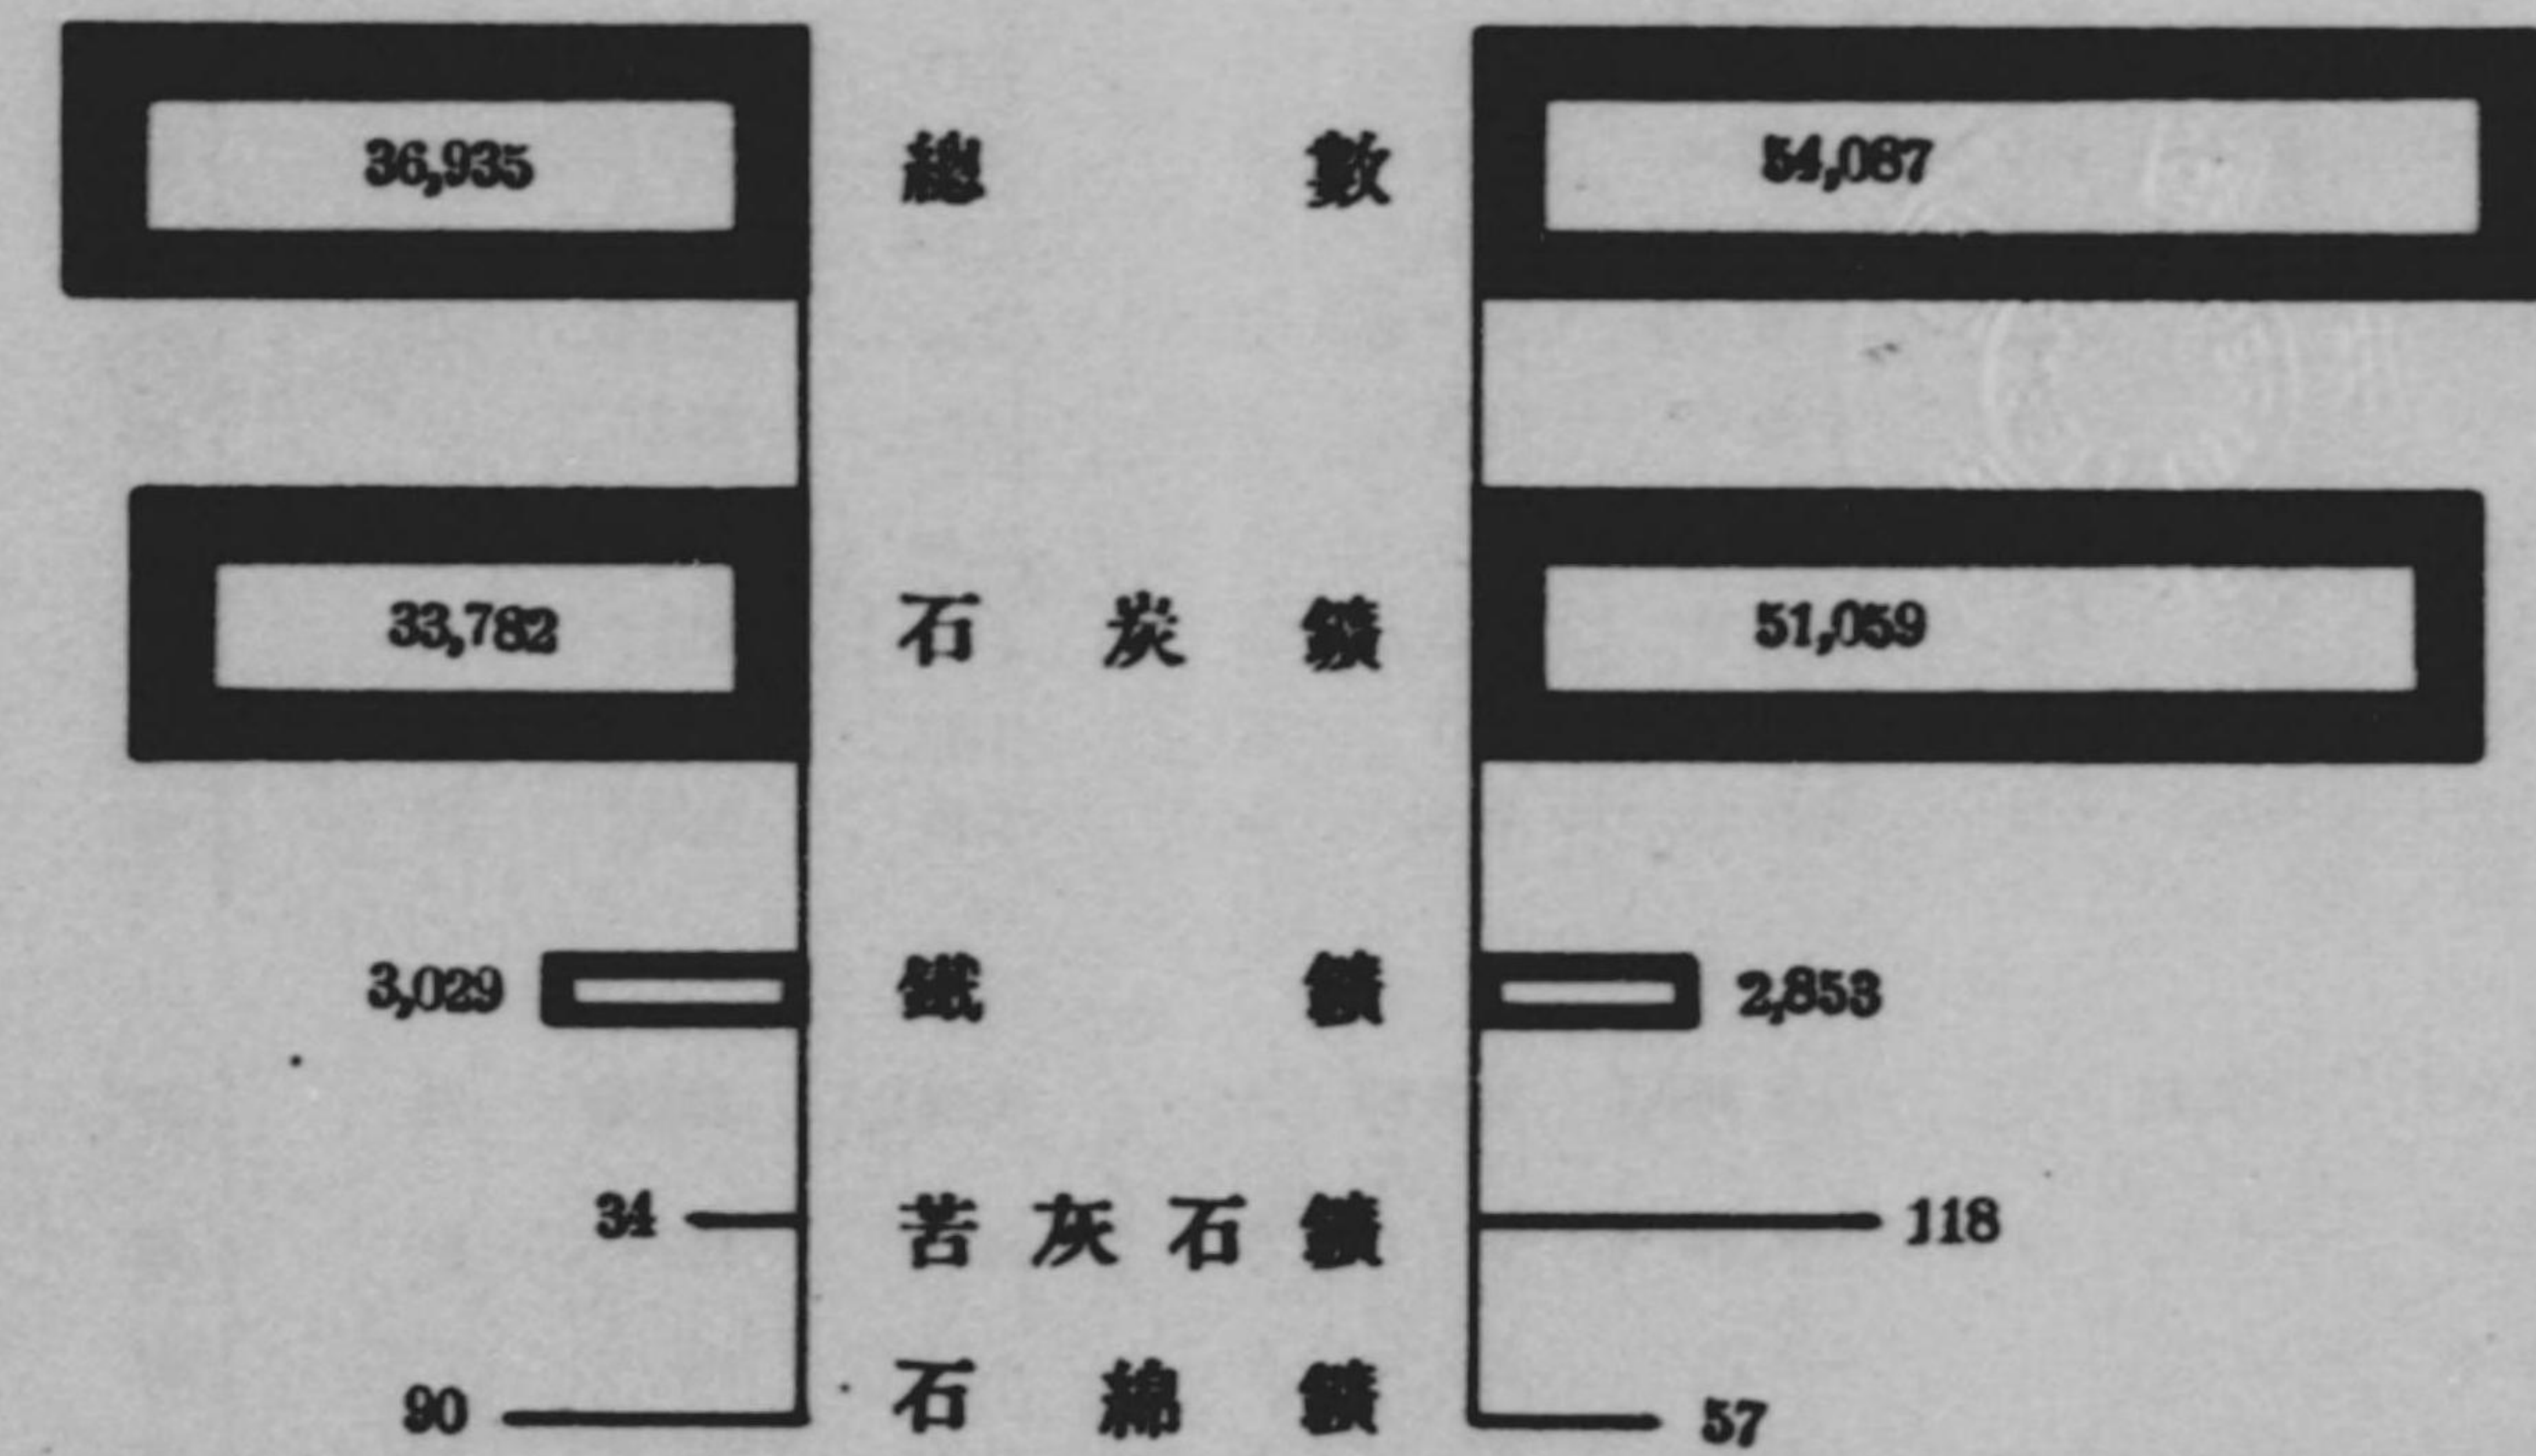 36,935 總數 54,087
33,782 石炭鑛 51,059
3,029 鐵鑛 2,853
34 苦灰石鑛 118
90 石綿鑛 57